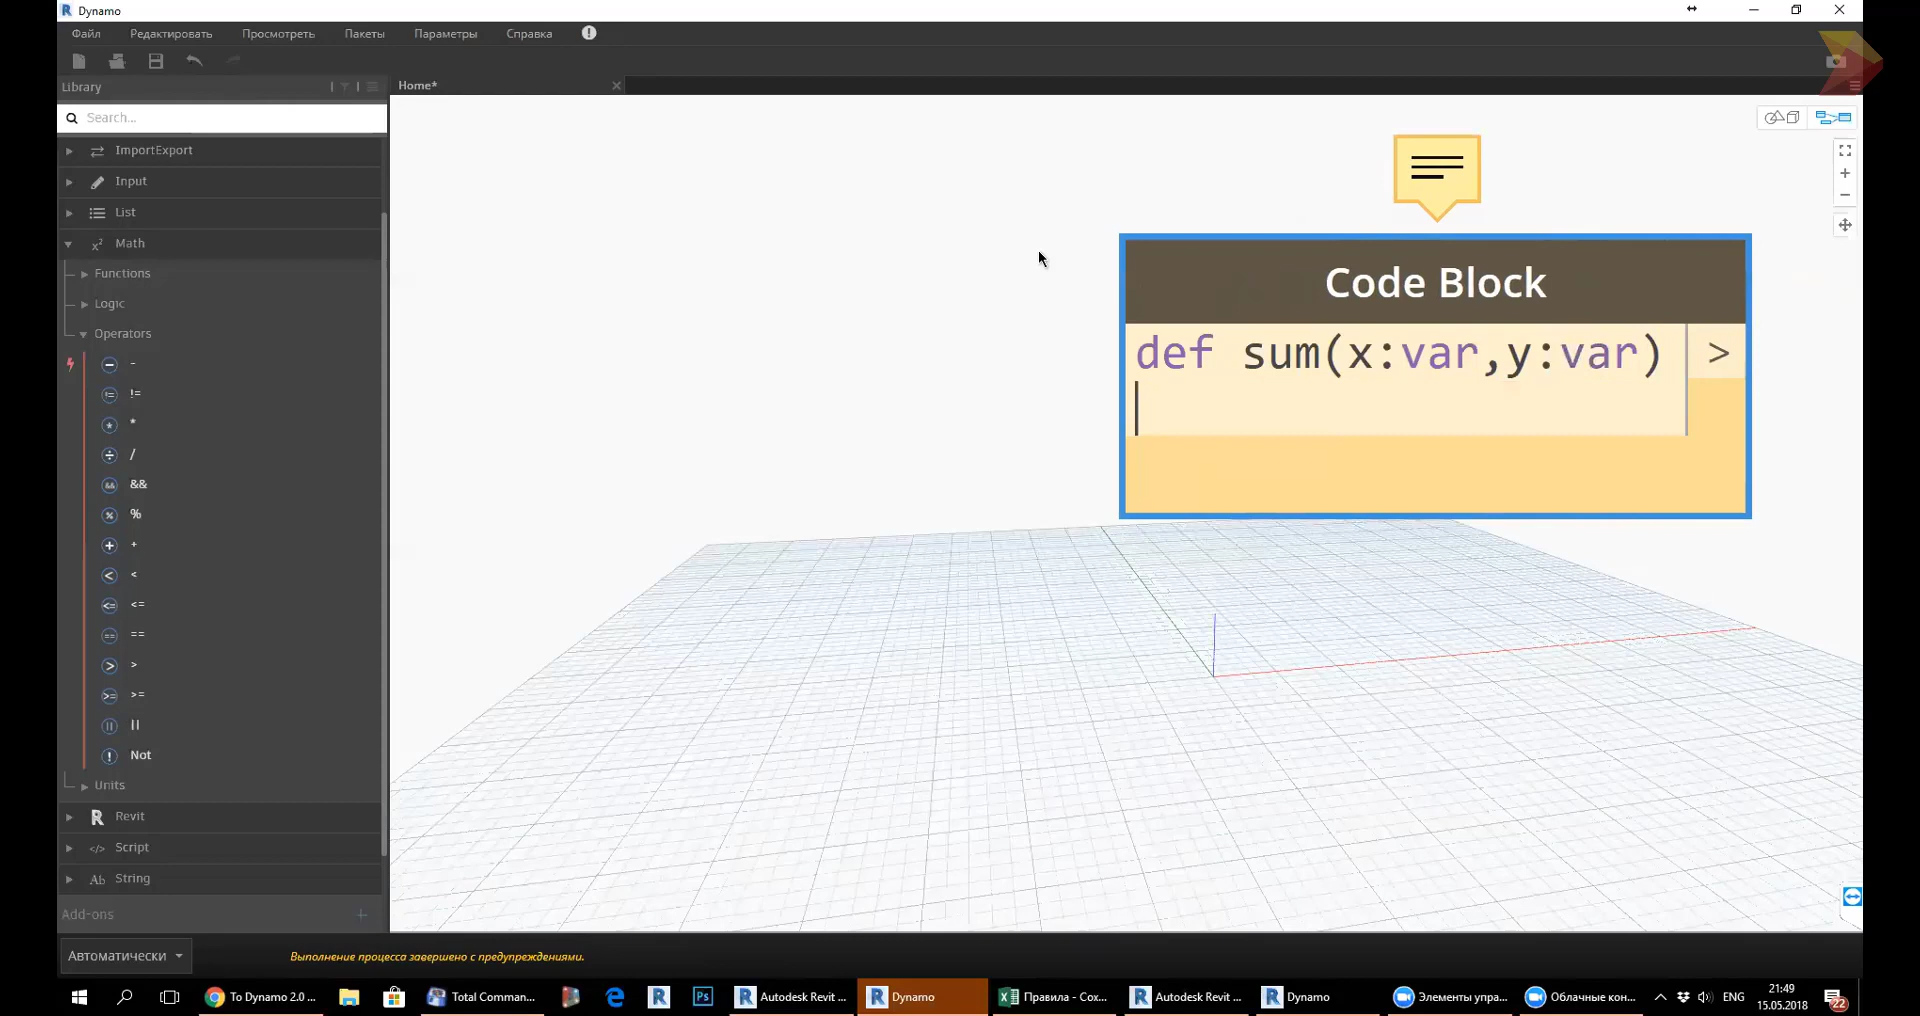 Dynamo
Файл Редактировать Просмотреть Пакеты Параметры Справка
Library
Home*
Search...
ImportExport
Input
List
Math
Functions
Logic
Operators
-
!=
*
/
&&
%
+
<
<=
==
>
>=
||
Not
Units
Revit
Script
String
Add-ons
Code Block
def sum(x:var,y:var) >
Автоматически
Выполнение процесса завершено с предупреждениями.
To Dynamo 2.0 ...
Total Comman...
Autodesk Revit ...
Dynamo
Правила - Сох...
Autodesk Revit ...
Dynamo
Элементы упра...
Облачные кон...
ENG
21:49
15.05.2018
22